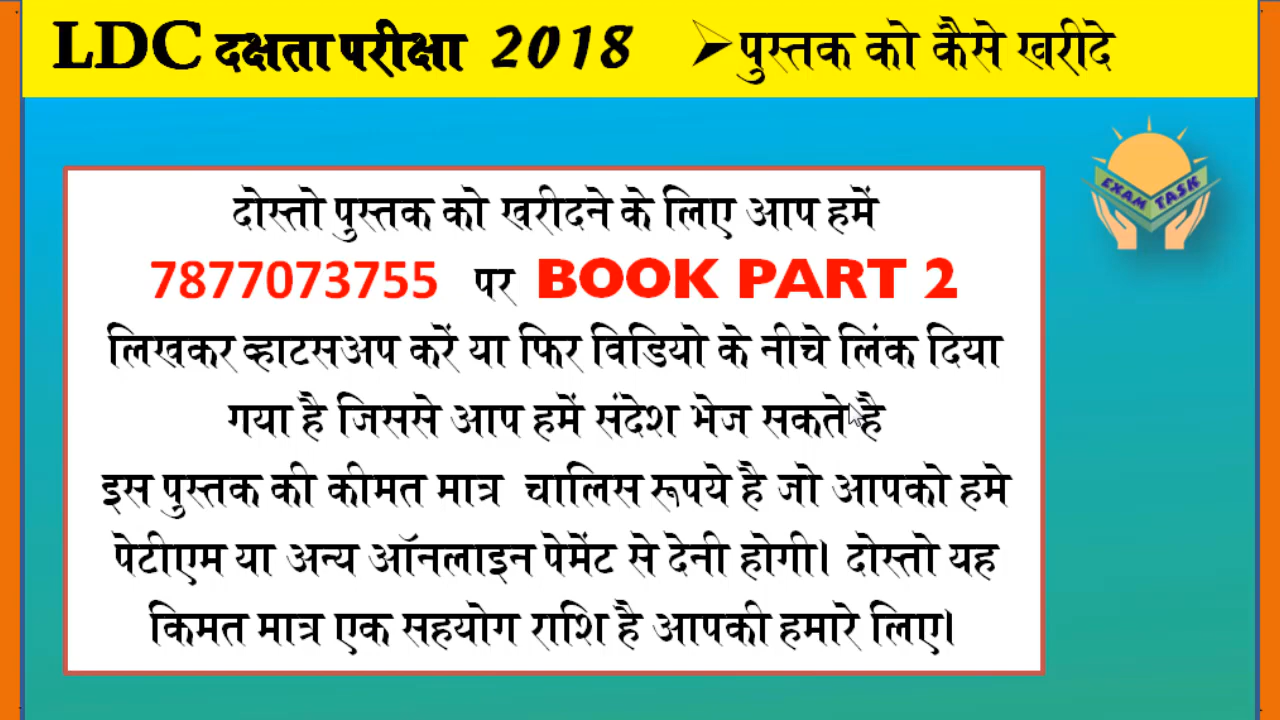 LDC दक्षता परीक्षा 2018 ➢पुस्तक को कैसे खरीदे
EXAM TASK
दोस्तो पुस्तक को खरीदने के लिए आप हमें
7877073755 पर BOOK PART 2
लिखकर व्हाटसअप करें या फिर विडियो के नीचे लिंक दिया
गया है जिससे आप हमें संदेश भेज सकते है
इस पुस्तक की कीमत मात्र चालिस रूपये है जो आपको हमे
पेटीएम या अन्य ऑनलाइन पेमेंट से देनी होगी। दोस्तो यह
किमत मात्र एक सहयोग राशि है आपकी हमारे लिए।